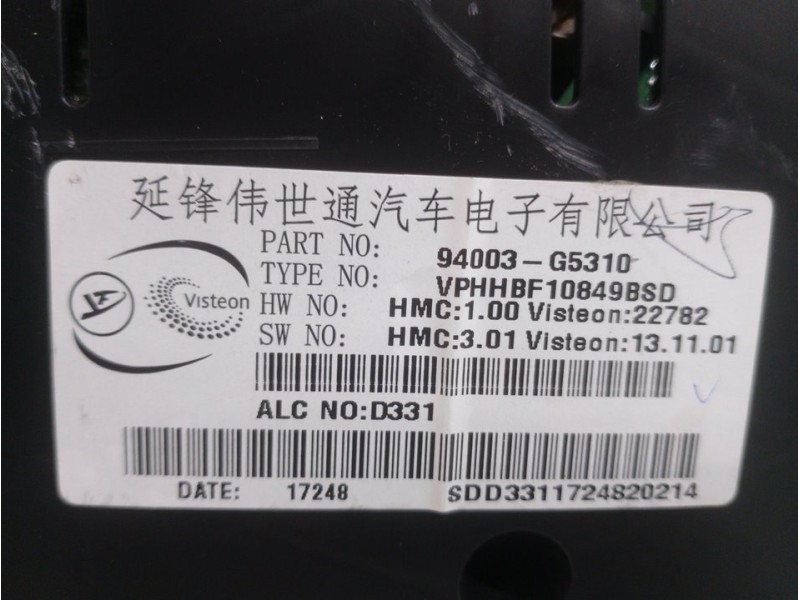 延锋伟世通汽车电子有限公司
Visteon
PART NO: 94003-G5310
TYPE NO: VPHHBF10849BSD
HW NO: HMC:1.00 Visteon:22782
SW NO: HMC:3.01 Visteon:13.11.01
ALC NO:D331
DATE: 17248 SDD3311724820214